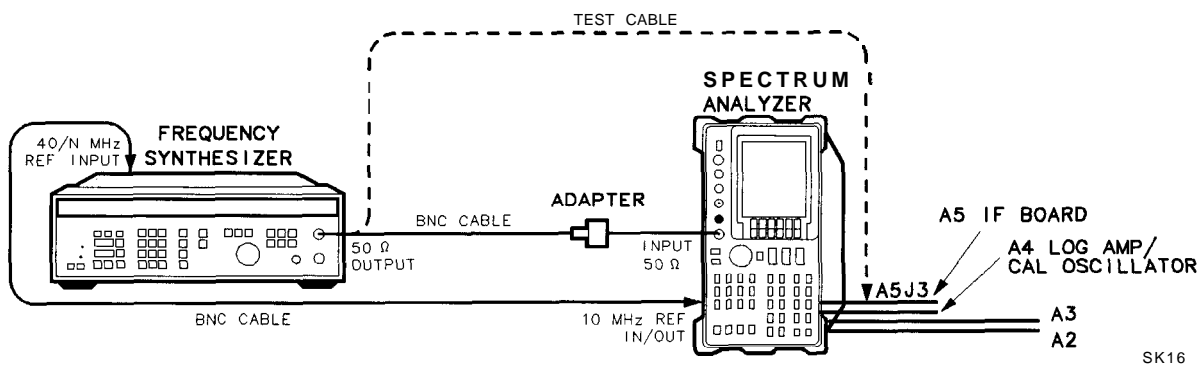 TEST CABLE
SPECTRUM
ANALYZER
40/N MHz
REF INPUT
FREQUENCY
SYNTHESIZER
ADAPTER
BNC CABLE
50 Ω
OUTPUT
INPUT
50 Ω
A5 IF BOARD
A4 LOG AMP/
CAL OSCILLATOR
A5J3
BNC CABLE
10 MHz REF
IN/OUT
A3
A2
SK16